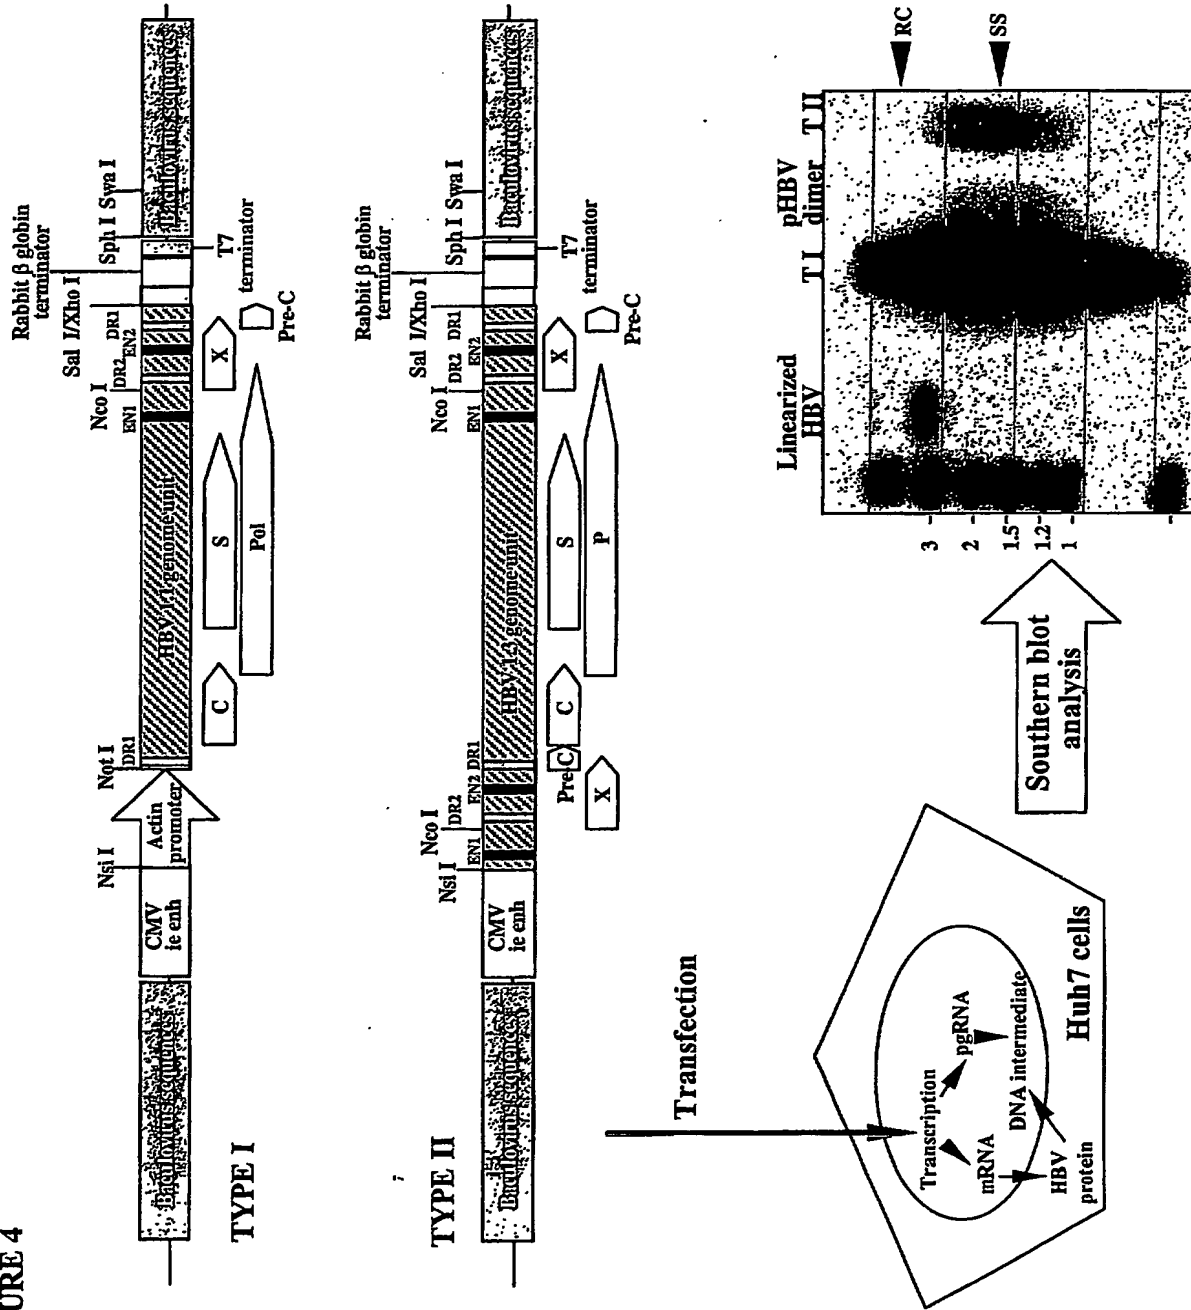 URE 4
TYPE I
Baculovirus sequences
CMV
ie enh
Nsi I
Actin
promoter
Not I
DR1
HBV 1.1 genome unit
Nco I
EN1
DR2
EN2
DR1
Sal I/Xho I
Rabbit β globin
terminator
Sph I
Swa I
T7
terminator
Baculovirus sequences
C
S
Pol
X
Pre-C
TYPE II
Baculovirus sequences
CMV
ie enh
Nsi I
Nco I
EN1
DR2
EN2
DR1
HBV 1.3 genome unit
Nco I
EN1
DR2
EN2
DR1
Sal I/Xho I
Rabbit β globin
terminator
Sph I
Swa I
T7
terminator
Baculovirus sequences
Pre-C
X
C
S
P
X
Pre-C
Transfection
Transcription
mRNA
pgRNA
DNA intermediate
HBV
protein
Huh7 cells
Southern blot
analysis
Linearized
HBV
T I
pHBV
dimer
T II
3
2
1.5
1.2
1
RC
SS